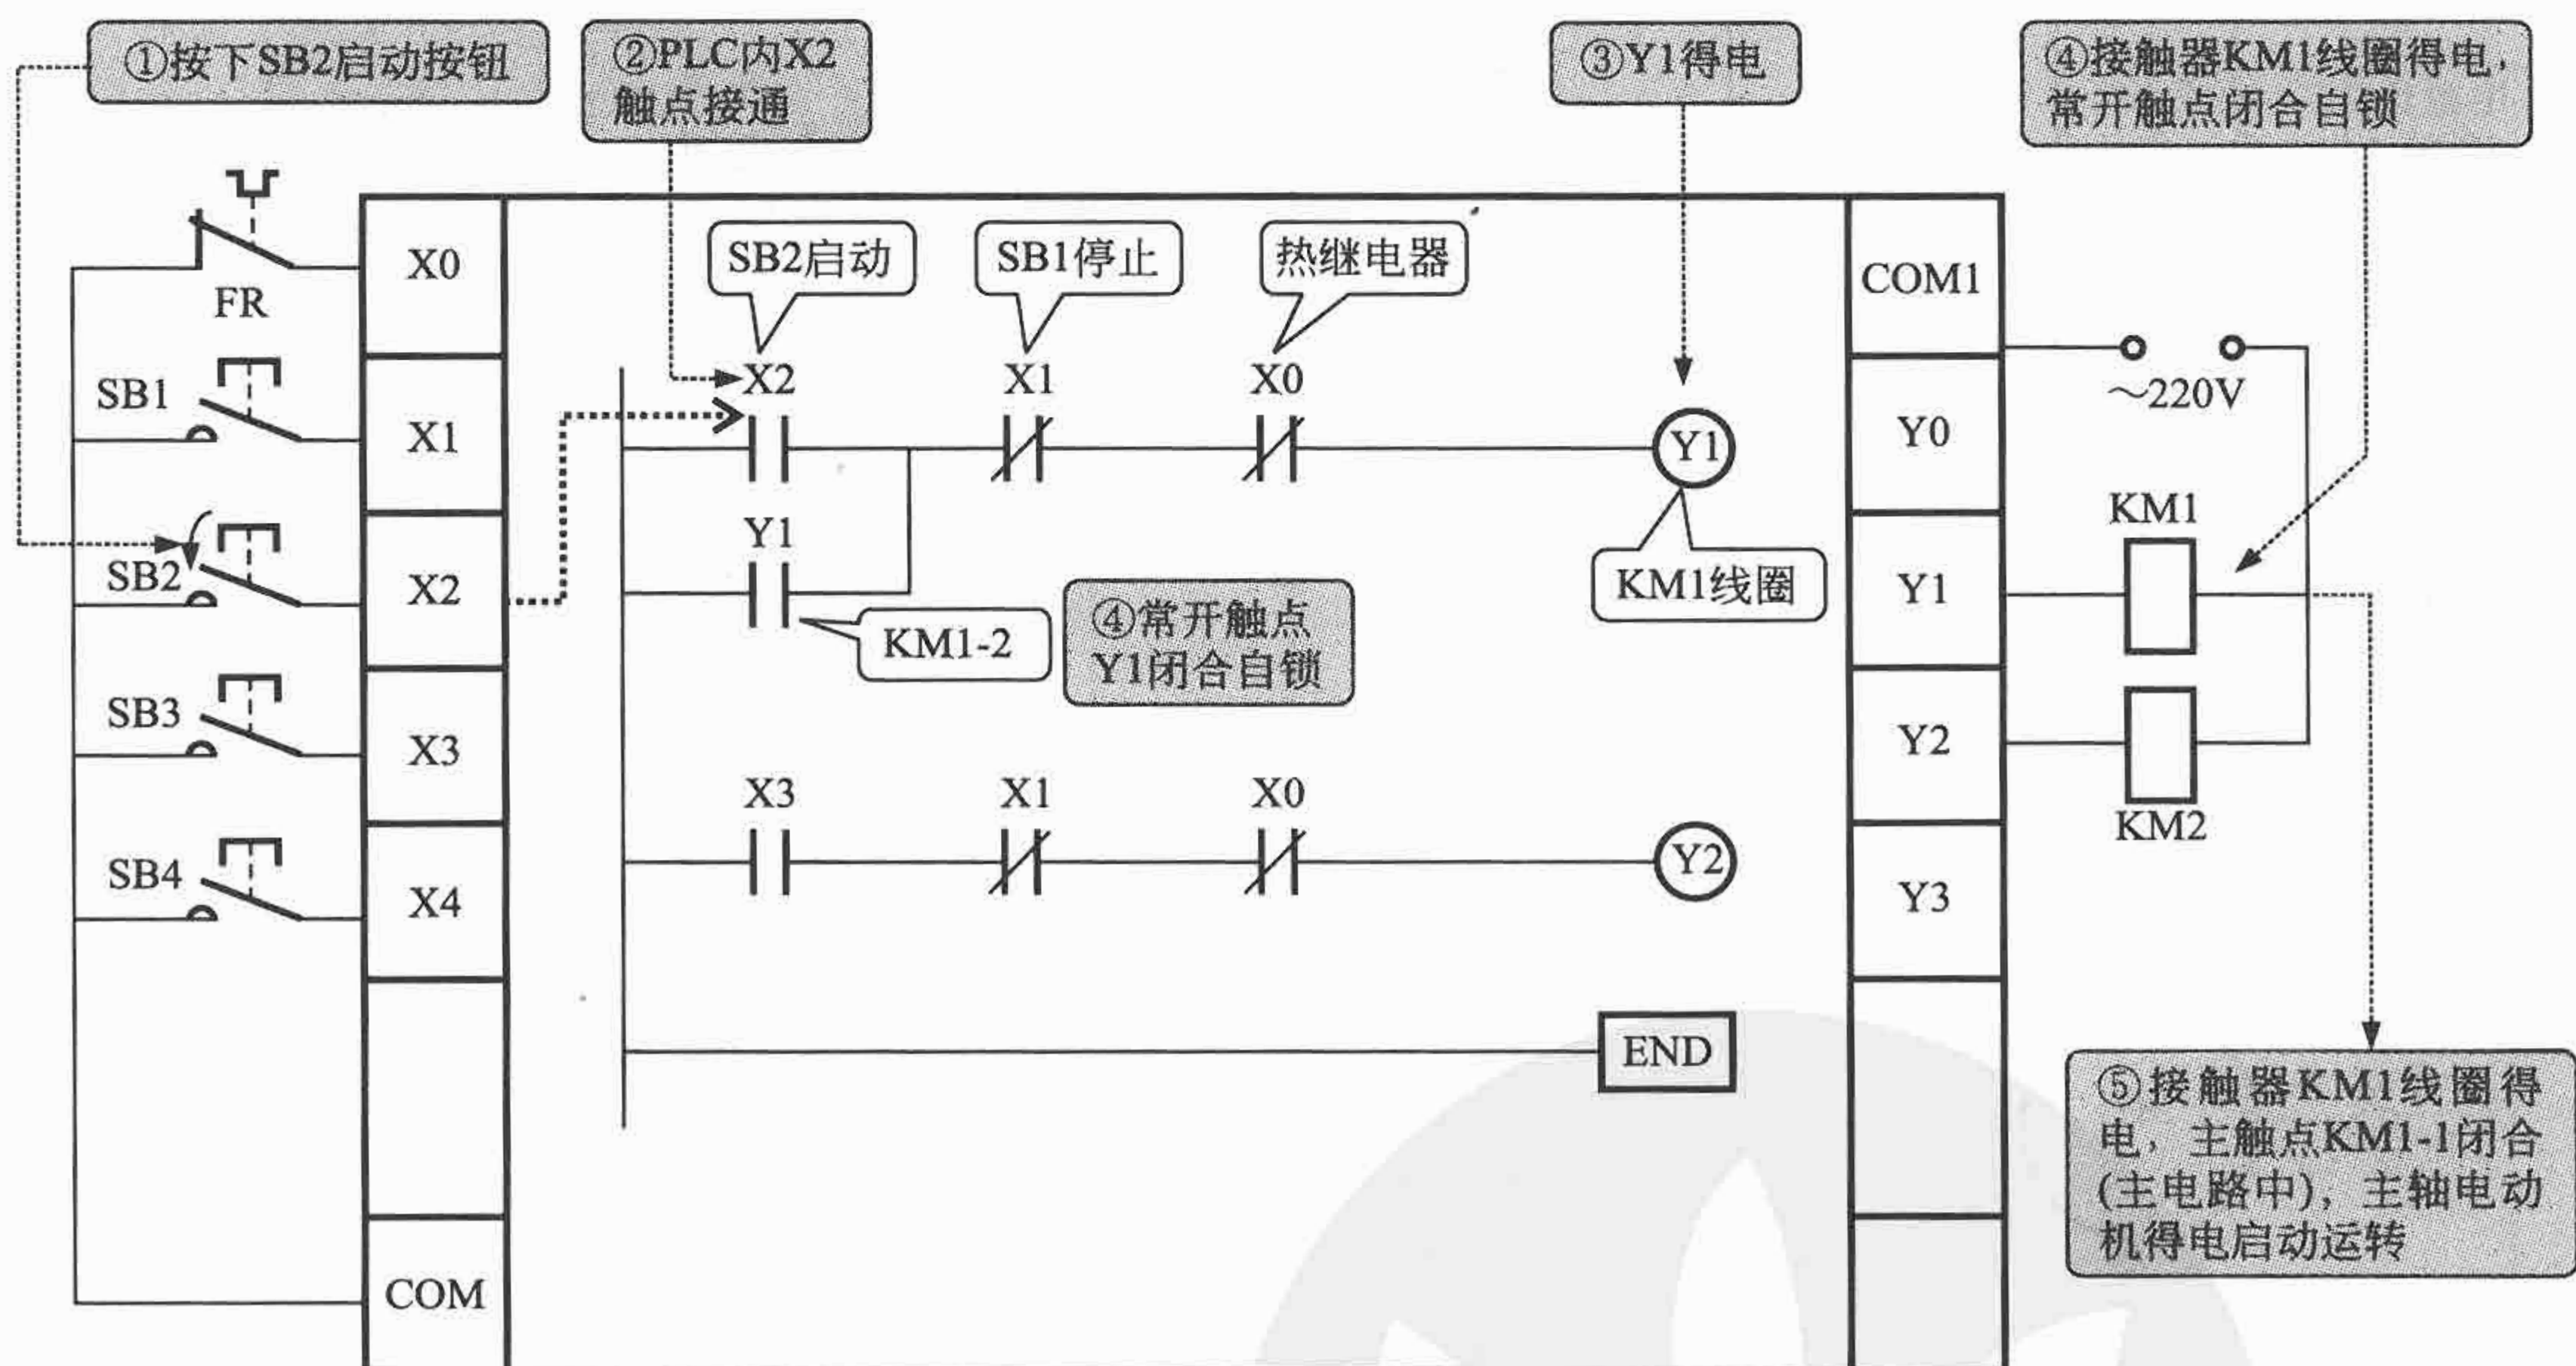 ①按下SB2启动按钮
②PLC内X2
触点接通
③Y1得电
④接触器KM1线圈得电，
常开触点闭合自锁
FR
SB1
SB2
SB3
SB4
X0
X1
X2
X3
X4
COM
SB2启动
SB1停止
热继电器
X2
X1
X0
Y1
Y1
KM1-2
④常开触点
Y1闭合自锁
KM1线圈
X3
X1
X0
Y2
END
COM1
Y0
Y1
Y2
Y3
～220V
KM1
KM2
⑤接触器KM1线圈得
电，主触点KM1-1闭合
(主电路中)，主轴电动
机得电启动运转